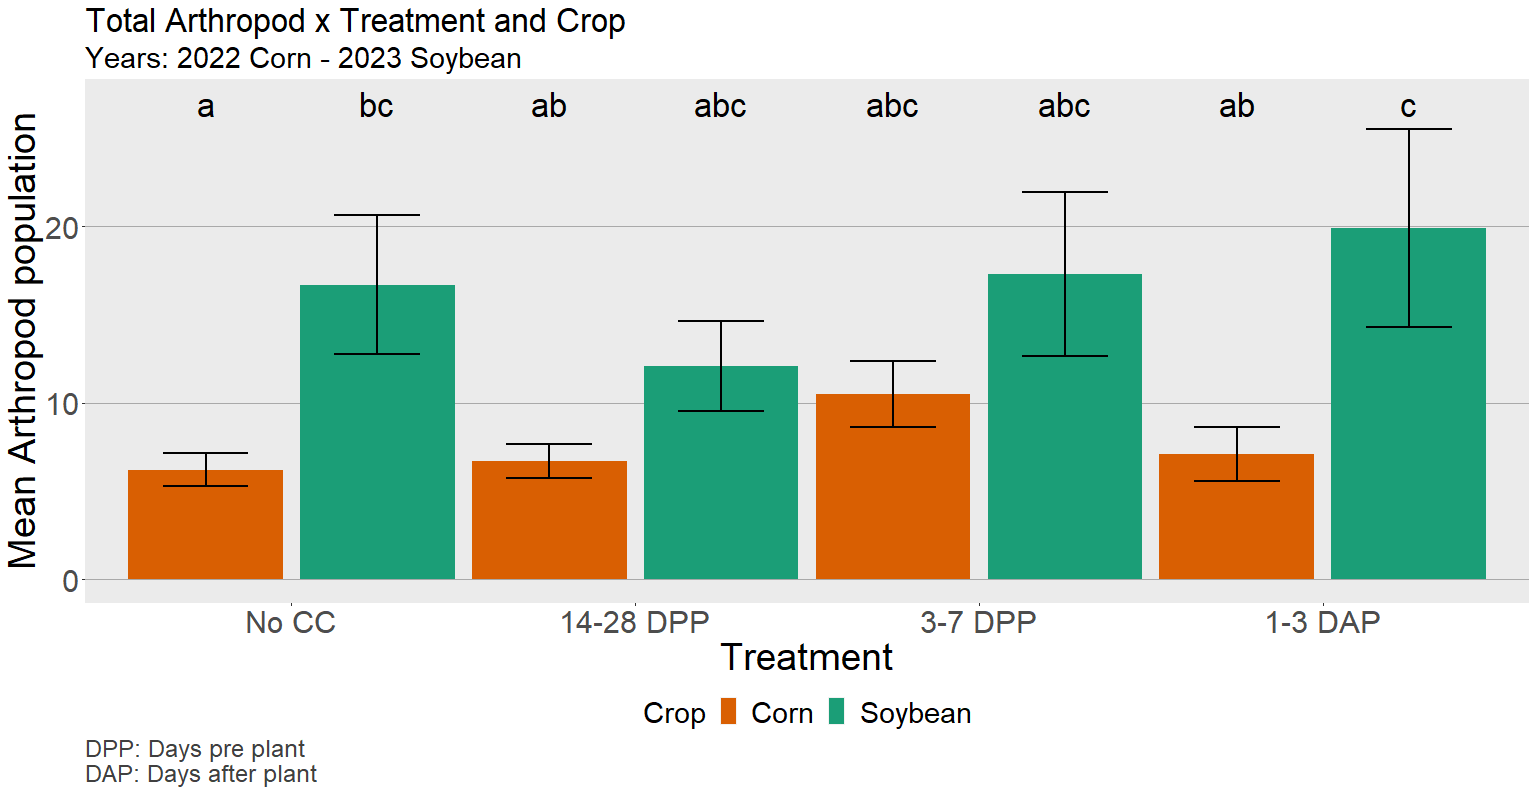 Total Arthropod x Treatment and Crop
Years: 2022 Corn - 2023 Soybean
a bc ab abc abc abc ab c
Mean Arthropod population
20
10
0
No CC 14-28 DPP 3-7 DPP 1-3 DAP
Treatment
Crop Corn Soybean
DPP: Days pre plant
DAP: Days after plant